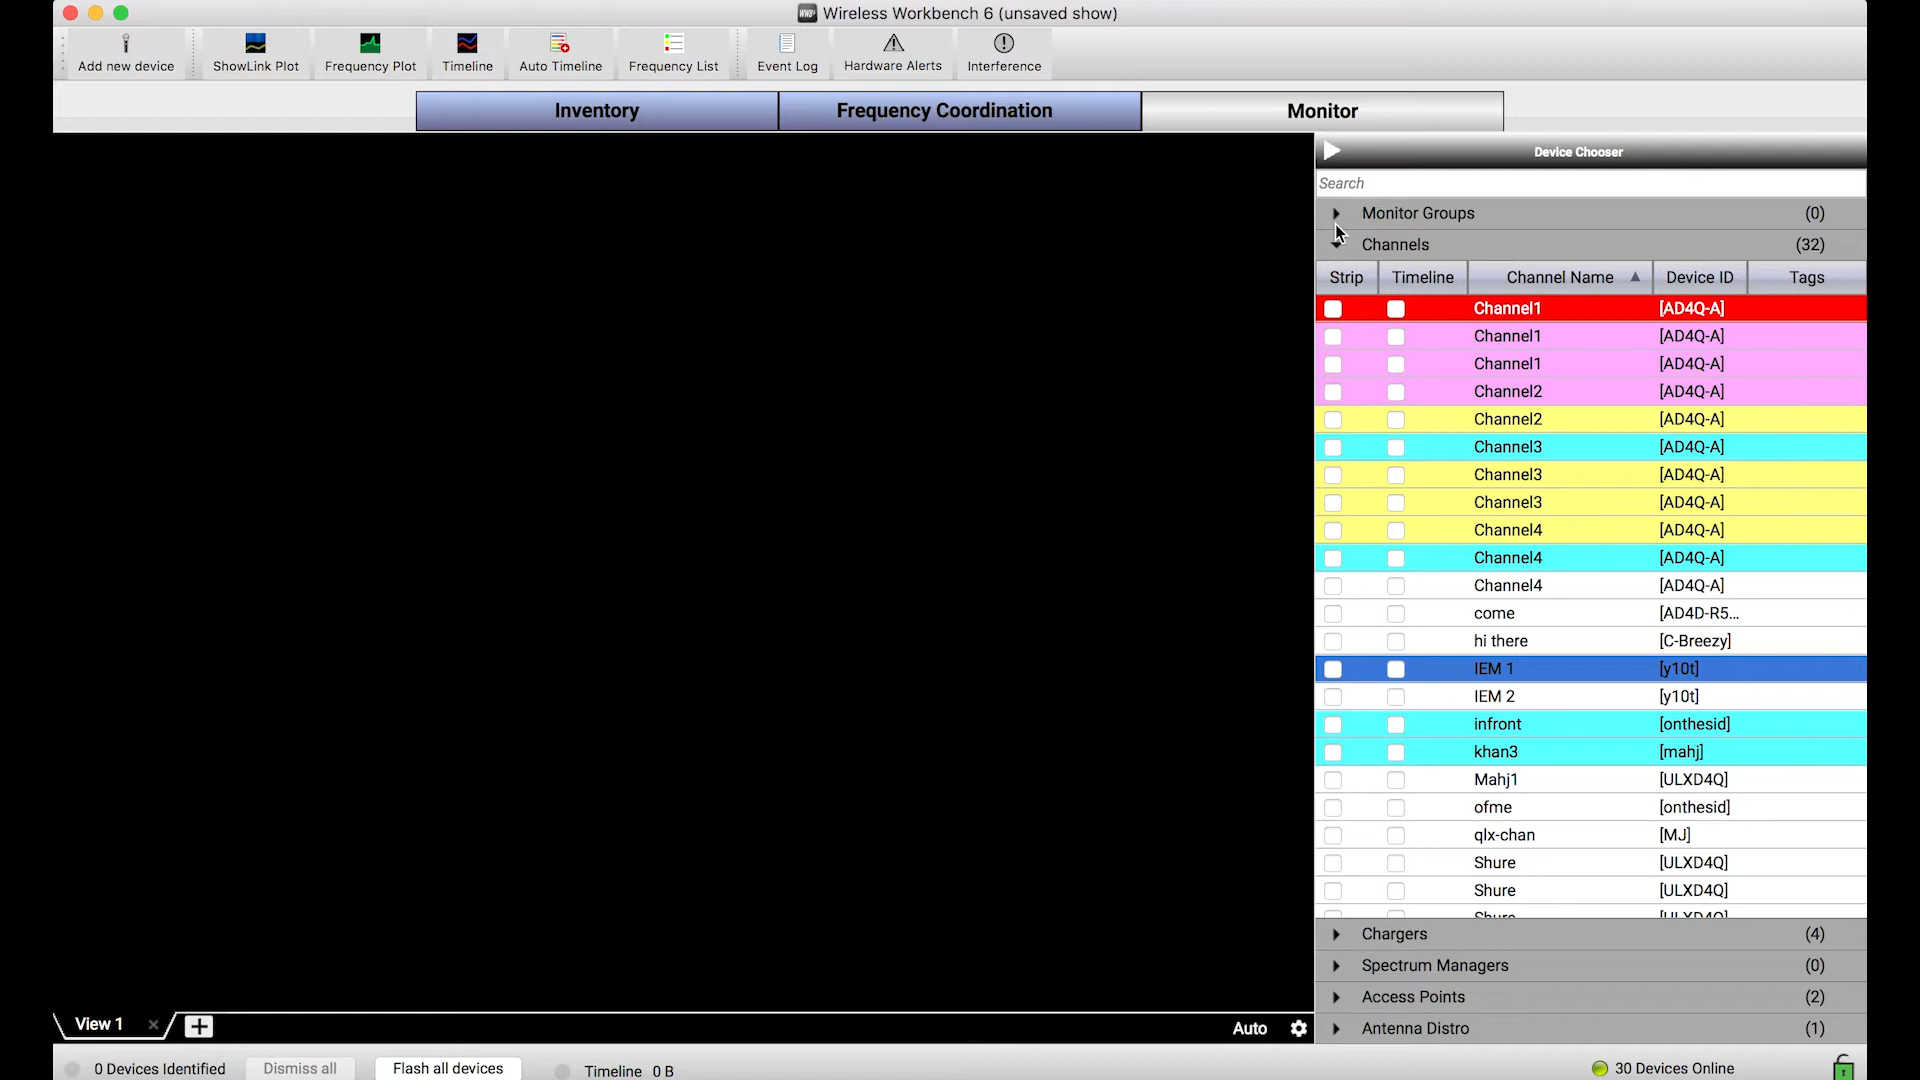 WWB6 Wireless Workbench 6 (unsaved show)
Add new device ShowLink Plot Frequency Plot Timeline Auto Timeline Frequency List Event Log Hardware Alerts Interference
Inventory Frequency Coordination Monitor
Device Chooser
Search
Monitor Groups (0)
Channels (32)
Strip Timeline Channel Name Device ID Tags
Channel1 [AD4Q-A]
Channel1 [AD4Q-A]
Channel1 [AD4Q-A]
Channel2 [AD4Q-A]
Channel2 [AD4Q-A]
Channel3 [AD4Q-A]
Channel3 [AD4Q-A]
Channel3 [AD4Q-A]
Channel4 [AD4Q-A]
Channel4 [AD4Q-A]
Channel4 [AD4Q-A]
come [AD4D-R5...
hi there [C-Breezy]
IEM 1 [y10t]
IEM 2 [y10t]
infront [onthesid]
khan3 [mahj]
Mahj1 [ULXD4Q]
ofme [onthesid]
qlx-chan [MJ]
Shure [ULXD4Q]
Shure [ULXD4Q]
Shure [ULXD4Q]
Chargers (4)
Spectrum Managers (0)
Access Points (2)
Antenna Distro (1)
View 1 Auto
0 Devices Identified Dismiss all Flash all devices Timeline 0 B 30 Devices Online